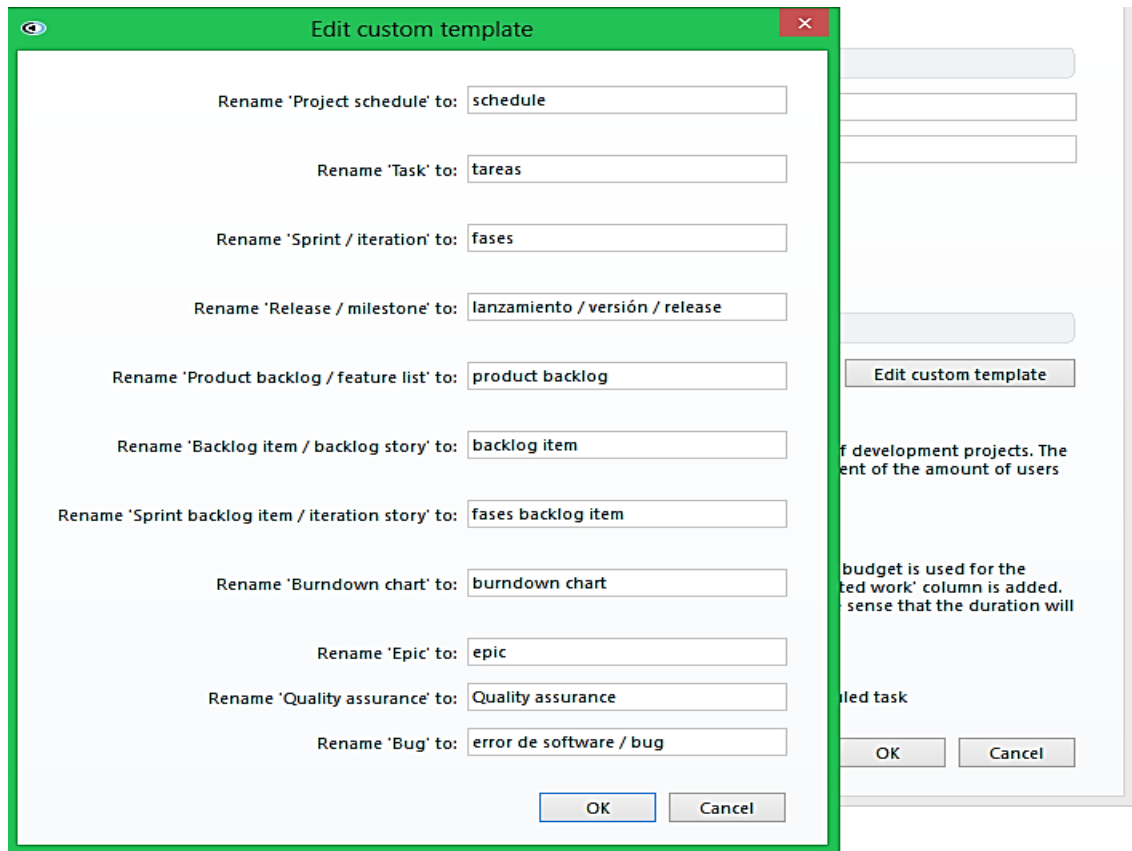 Edit custom template
Rename 'Project schedule' to: schedule
Rename 'Task' to: tareas
Rename 'Sprint / iteration' to: fases
Rename 'Release / milestone' to: lanzamiento / versión / release
Rename 'Product backlog / feature list' to: product backlog
Rename 'Backlog item / backlog story' to: backlog item
Rename 'Sprint backlog item / iteration story' to: fases backlog item
Rename 'Burndown chart' to: burndown chart
Rename 'Epic' to: epic
Rename 'Quality assurance' to: Quality assurance
Rename 'Bug' to: error de software / bug
OK Cancel
Edit custom template
f development projects. The
ent of the amount of users
budget is used for the
ted work' column is added.
sense that the duration will
led task
OK Cancel